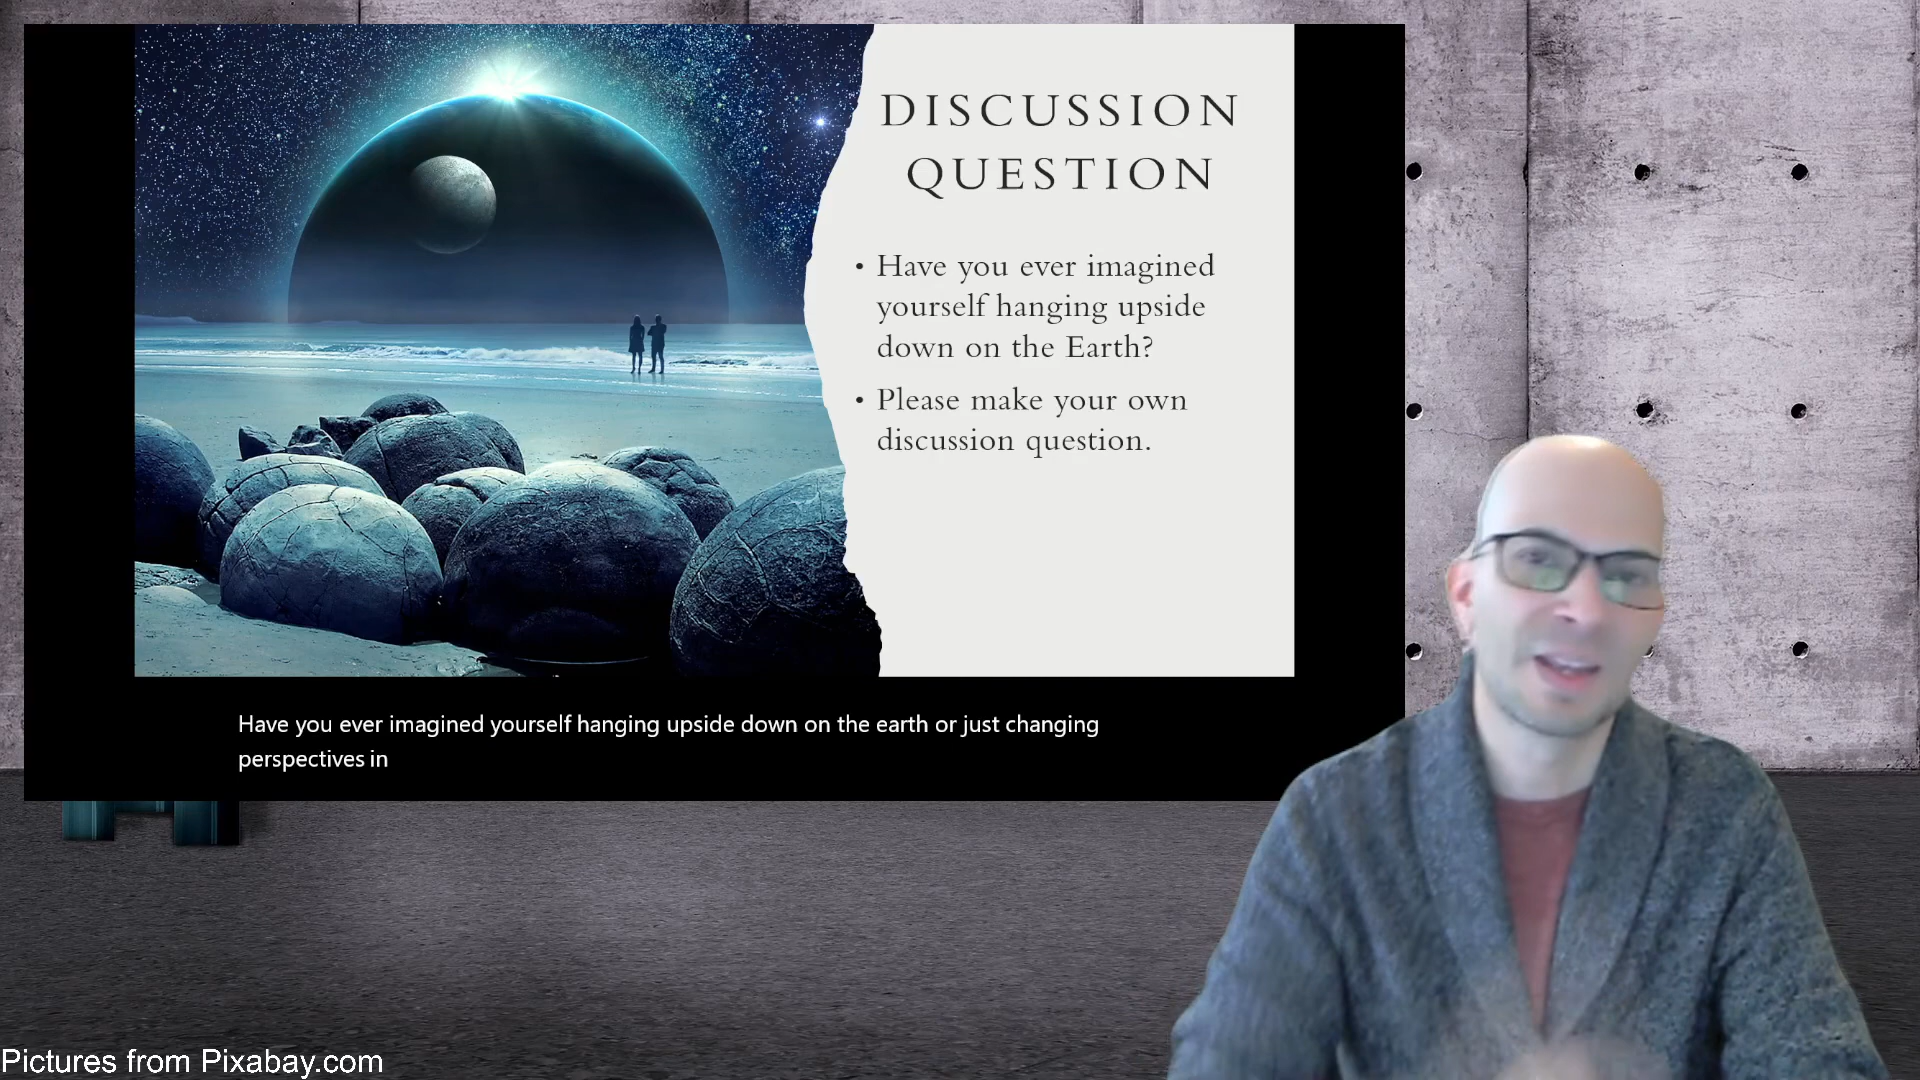 DISCUSSION
QUESTION
• Have you ever imagined
yourself hanging upside
down on the Earth?
• Please make your own
discussion question.
Have you ever imagined yourself hanging upside down on the earth or just changing
perspectives in
Pictures from Pixabay.com